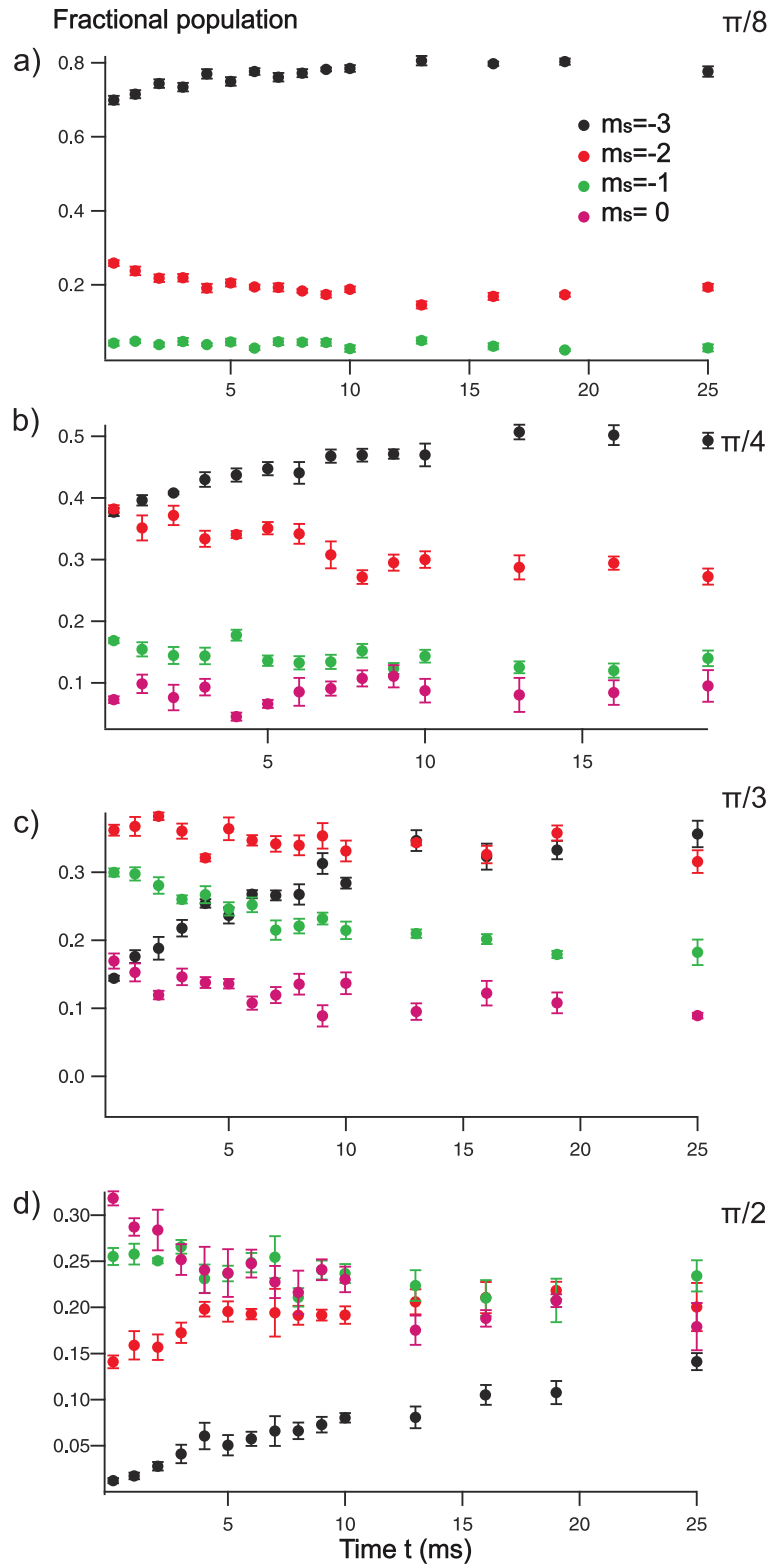 Fractional population
π/8
a)
0.8
0.6
0.4
0.2
mₛ=-3
mₛ=-2
mₛ=-1
mₛ= 0
5
10
15
20
25
b)
π/4
0.5
0.4
0.3
0.2
0.1
5
10
15
π/3
c)
0.3
0.2
0.1
0.0
5
10
15
20
25
d)
π/2
0.30
0.25
0.20
0.15
0.10
0.05
5
10
15
20
25
Time t (ms)